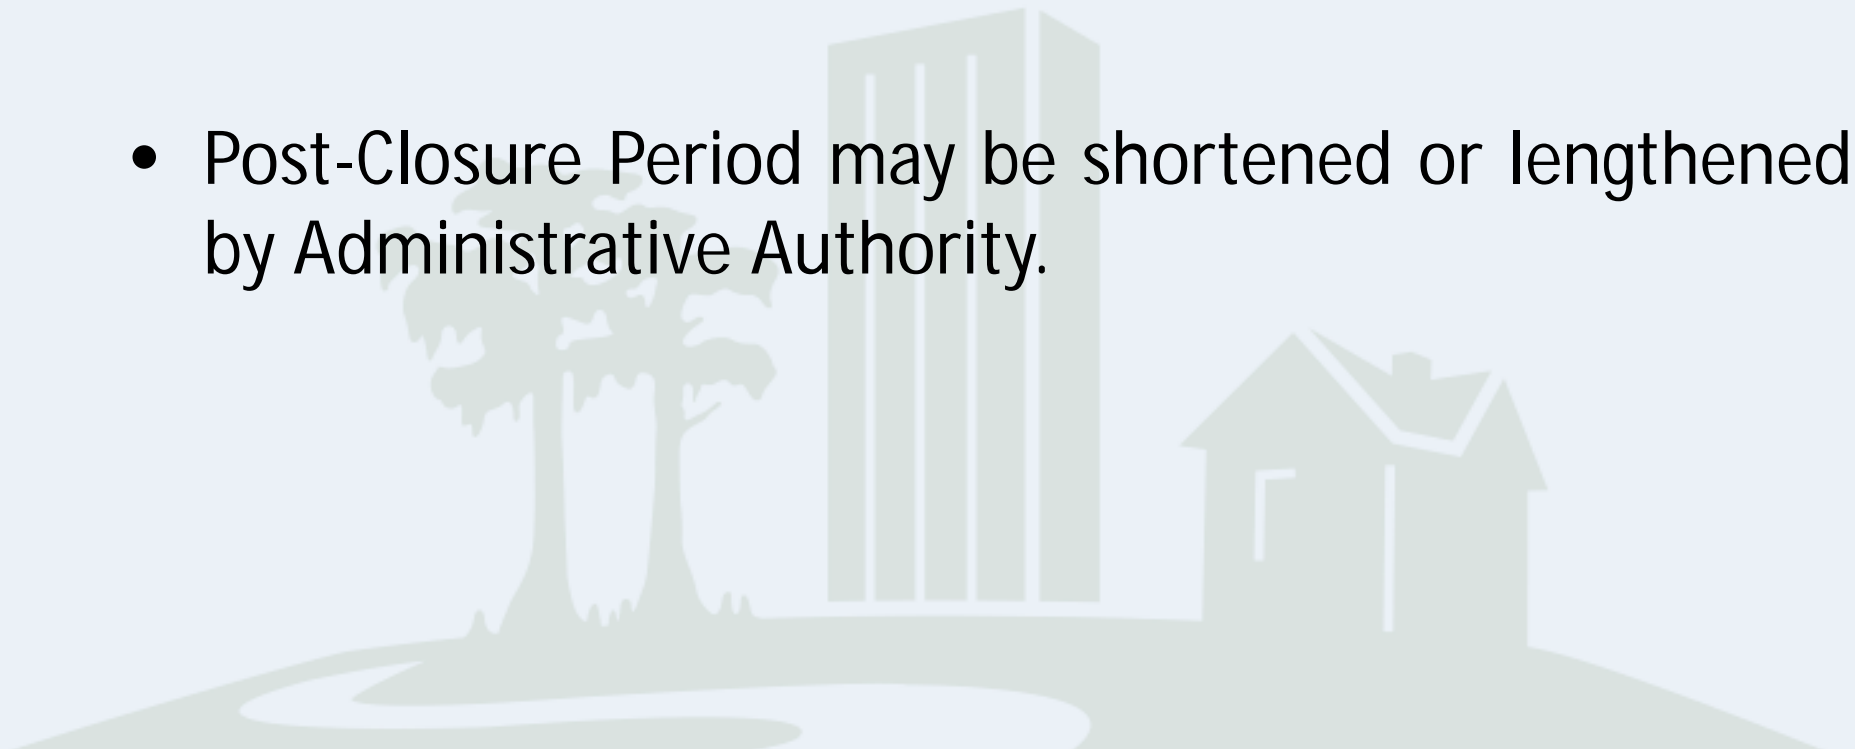 • Post-Closure Period may be shortened or lengthened
by Administrative Authority.